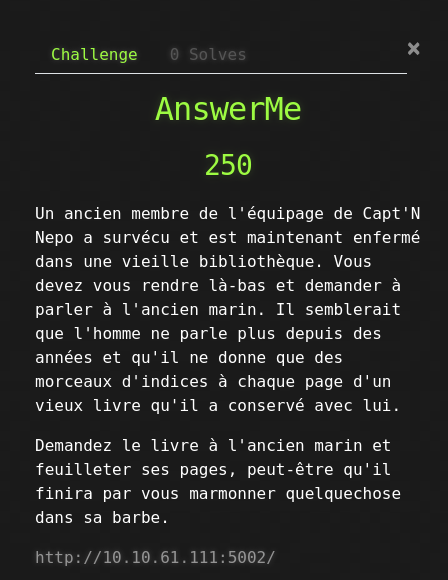 Challenge 0 Solves ×
AnswerMe
250
Un ancien membre de l'équipage de Capt'N
Nepo a survécu et est maintenant enfermé
dans une vieille bibliothèque. Vous
devez vous rendre là-bas et demander à
parler à l'ancien marin. Il semblerait
que l'homme ne parle plus depuis des
années et qu'il ne donne que des
morceaux d'indices à chaque page d'un
vieux livre qu'il a conservé avec lui.
Demandez le livre à l'ancien marin et
feuilleter ses pages, peut-être qu'il
finira par vous marmonner quelquechose
dans sa barbe.
http://10.10.61.111:5002/